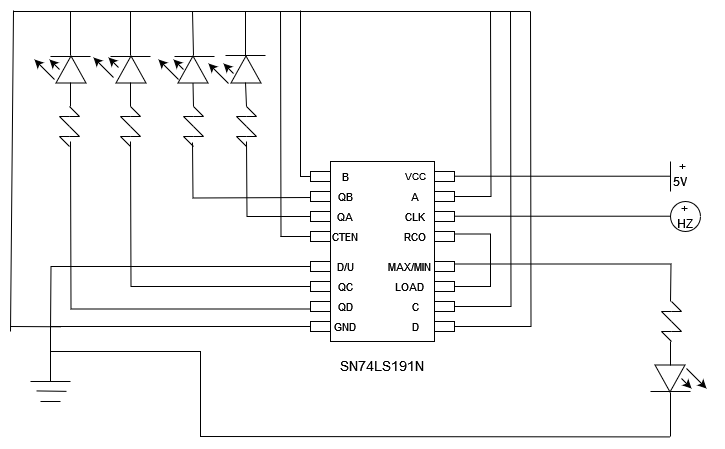 B
VCC
+
5V
QB
A
QA
CLK
+
HZ
CTEN
RCO
D/U
MAX/MIN
QC
LOAD
QD
C
GND
D
SN74LS191N